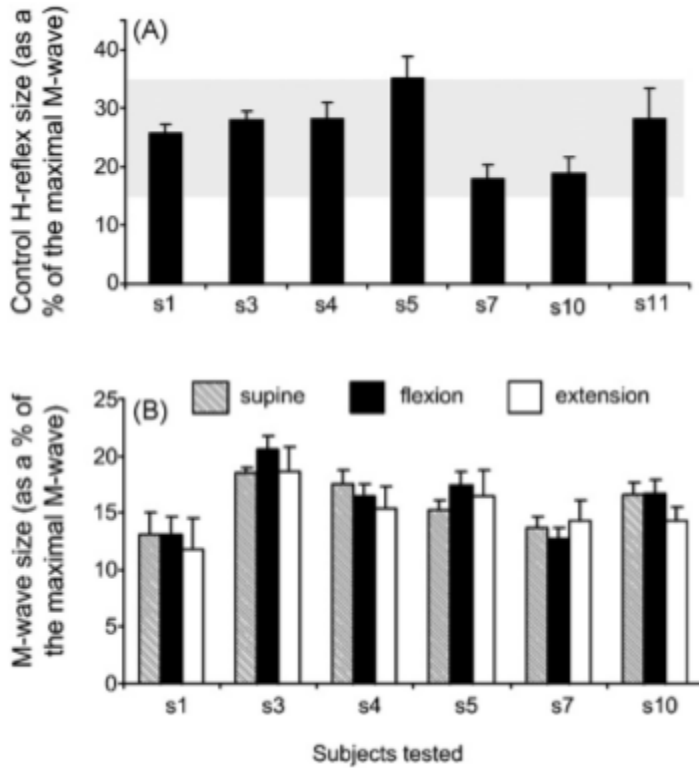 (A)
Control H-reflex size (as a
% of the maximal M-wave)
40
30
20
10
0
s1 s3 s4 s5 s7 s10 s11
(B)
supine flexion extension
M-wave size (as a % of
the maximal M-wave)
25
20
15
10
5
0
s1 s3 s4 s5 s7 s10
Subjects tested